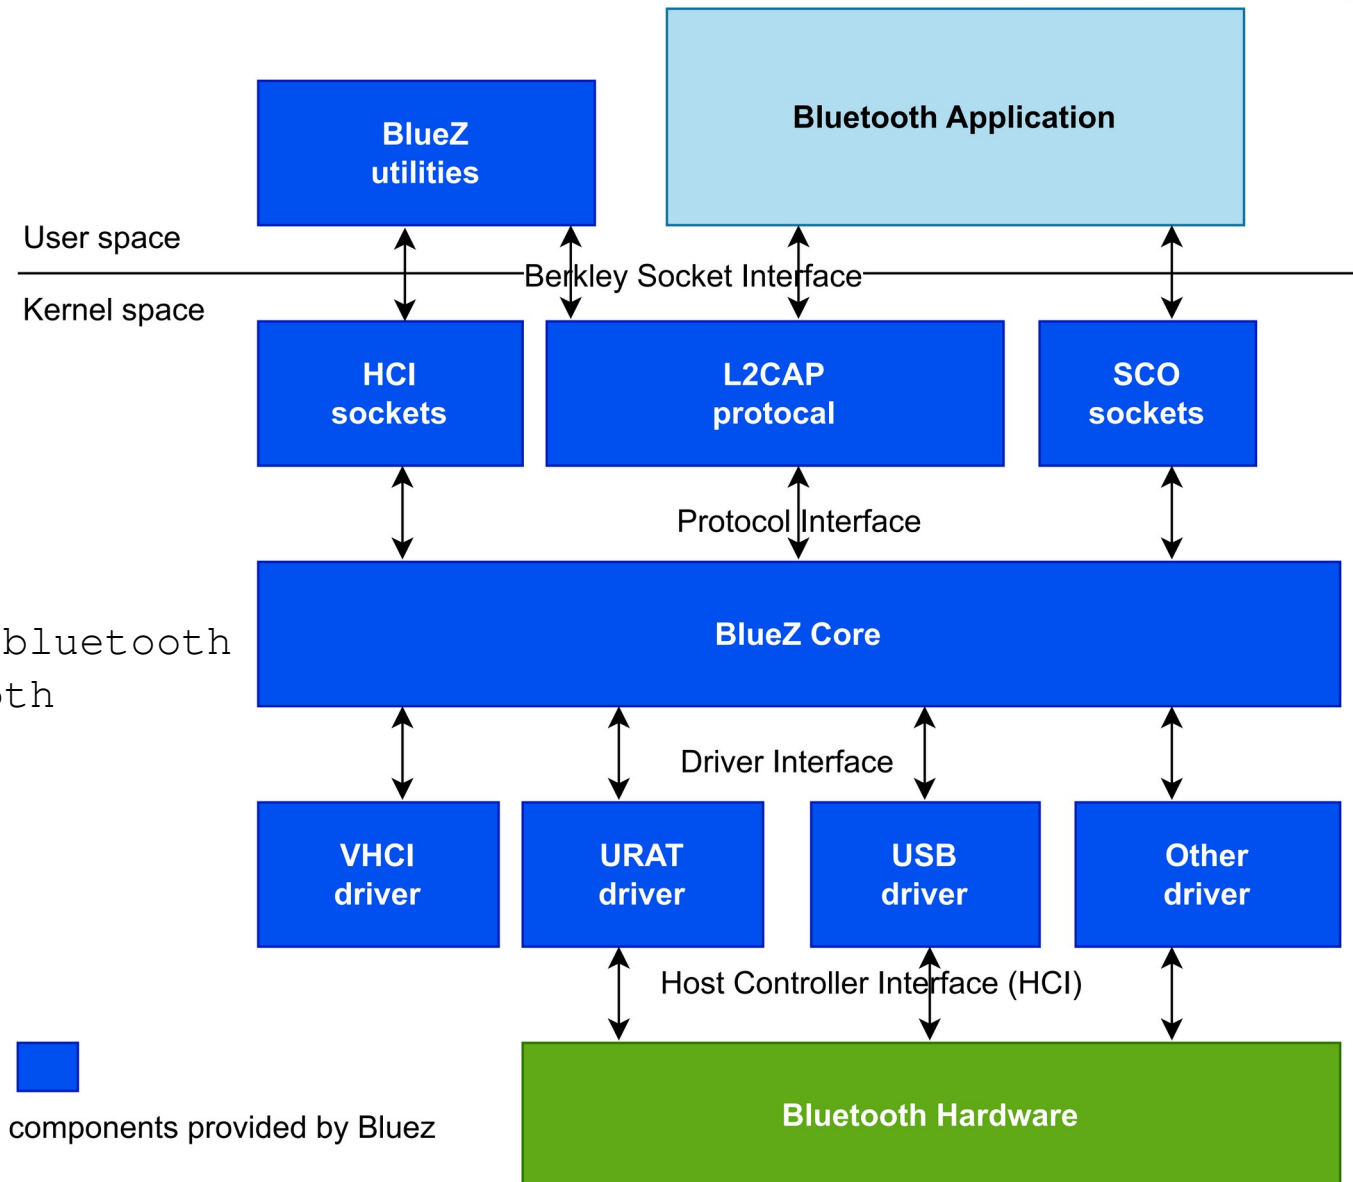 Bluetooth Application
BlueZ
utilities
User space
Berkley Socket Interface
Kernel space
HCI
sockets
L2CAP
protocal
SCO
sockets
Protocol Interface
bluetooth
BlueZ Core
oth
Driver Interface
VHCI
driver
URAT
driver
USB
driver
Other
driver
Host Controller Interface (HCI)
Bluetooth Hardware
components provided by Bluez